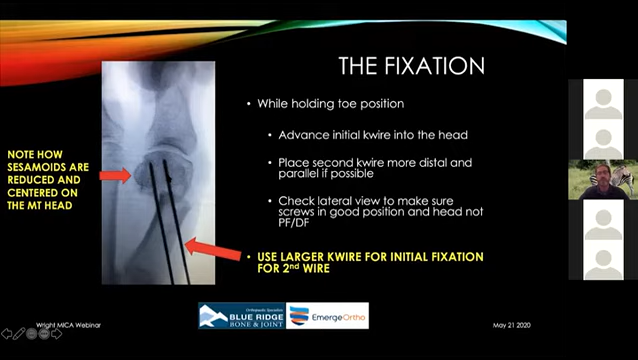 THE FIXATION
• While holding toe position
• Advance initial kwire into the head
• Place second kwire more distal and
parallel if possible
• Check lateral view to make sure
screws in good position and head not
PF/DF
• USE LARGER KWIRE FOR INITIAL FIXATION
FOR 2nd WIRE
NOTE HOW
SESAMOIDS ARE
REDUCED AND
CENTERED ON
THE MT HEAD
BLUE RIDGE
BONE & JOINT
EmergeOrtho
Wright MICA Webinar
May 21 2020